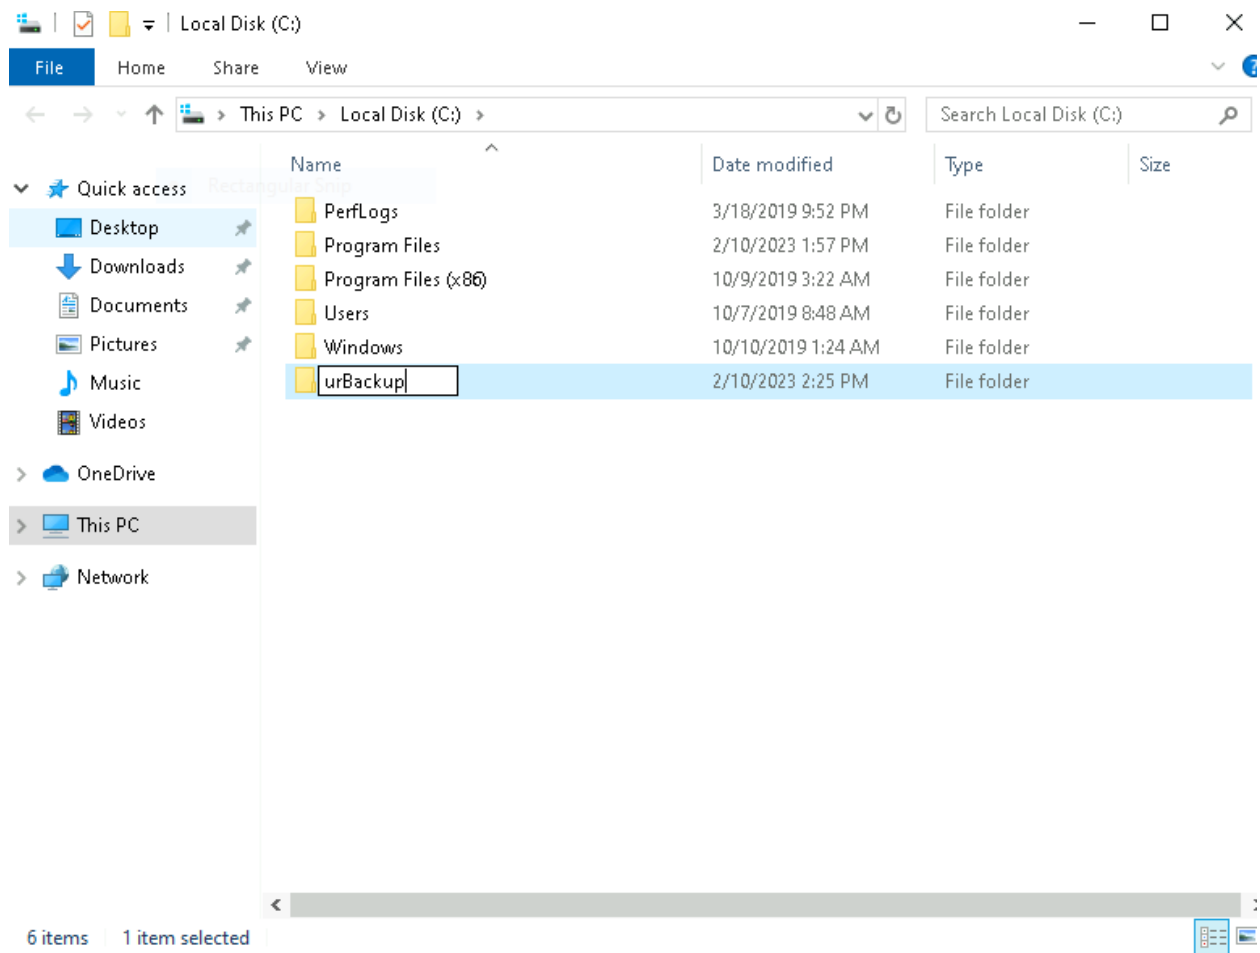 Local Disk (C:)
File Home Share View
This PC > Local Disk (C:) > Search Local Disk (C:)
Name Date modified Type Size
Quick access
Rectangular Snip
Desktop
Downloads
Documents
Pictures
Music
Videos
OneDrive
This PC
Network
PerfLogs 3/18/2019 9:52 PM File folder
Program Files 2/10/2023 1:57 PM File folder
Program Files (x86) 10/9/2019 3:22 AM File folder
Users 10/7/2019 8:48 AM File folder
Windows 10/10/2019 1:24 AM File folder
urBackup 2/10/2023 2:25 PM File folder
6 items 1 item selected